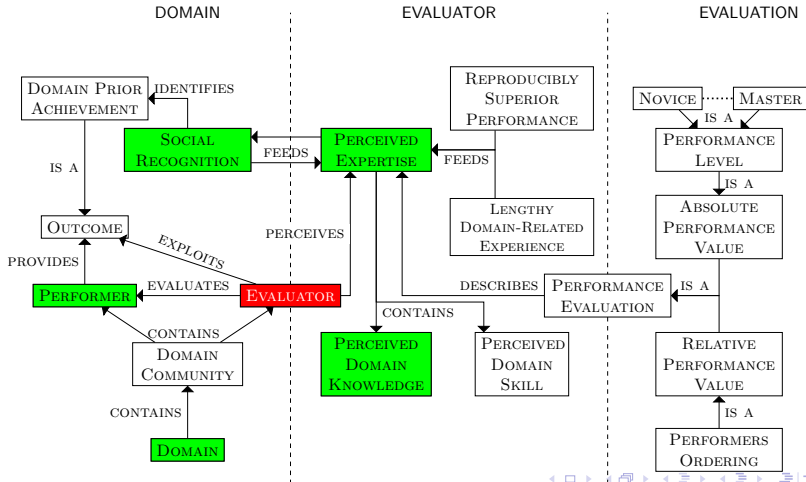 DOMAIN
EVALUATOR
EVALUATION
DOMAIN PRIOR
ACHIEVEMENT
IDENTIFIES
SOCIAL
RECOGNITION
FEEDS
PERCEIVED
EXPERTISE
REPRODUCIBLY
SUPERIOR
PERFORMANCE
FEEDS
LENGTHY
DOMAIN-RELATED
EXPERIENCE
NOVICE
MASTER
IS A
PERFORMANCE
LEVEL
IS A
ABSOLUTE
PERFORMANCE
VALUE
IS A
OUTCOME
EXPLOITS
PERCEIVES
PROVIDES
PERFORMER
EVALUATES
EVALUATOR
DESCRIBES
PERFORMANCE
EVALUATION
IS A
CONTAINS
CONTAINS
DOMAIN
COMMUNITY
PERCEIVED
DOMAIN
KNOWLEDGE
PERCEIVED
DOMAIN
SKILL
RELATIVE
PERFORMANCE
VALUE
CONTAINS
IS A
DOMAIN
PERFORMERS
ORDERING